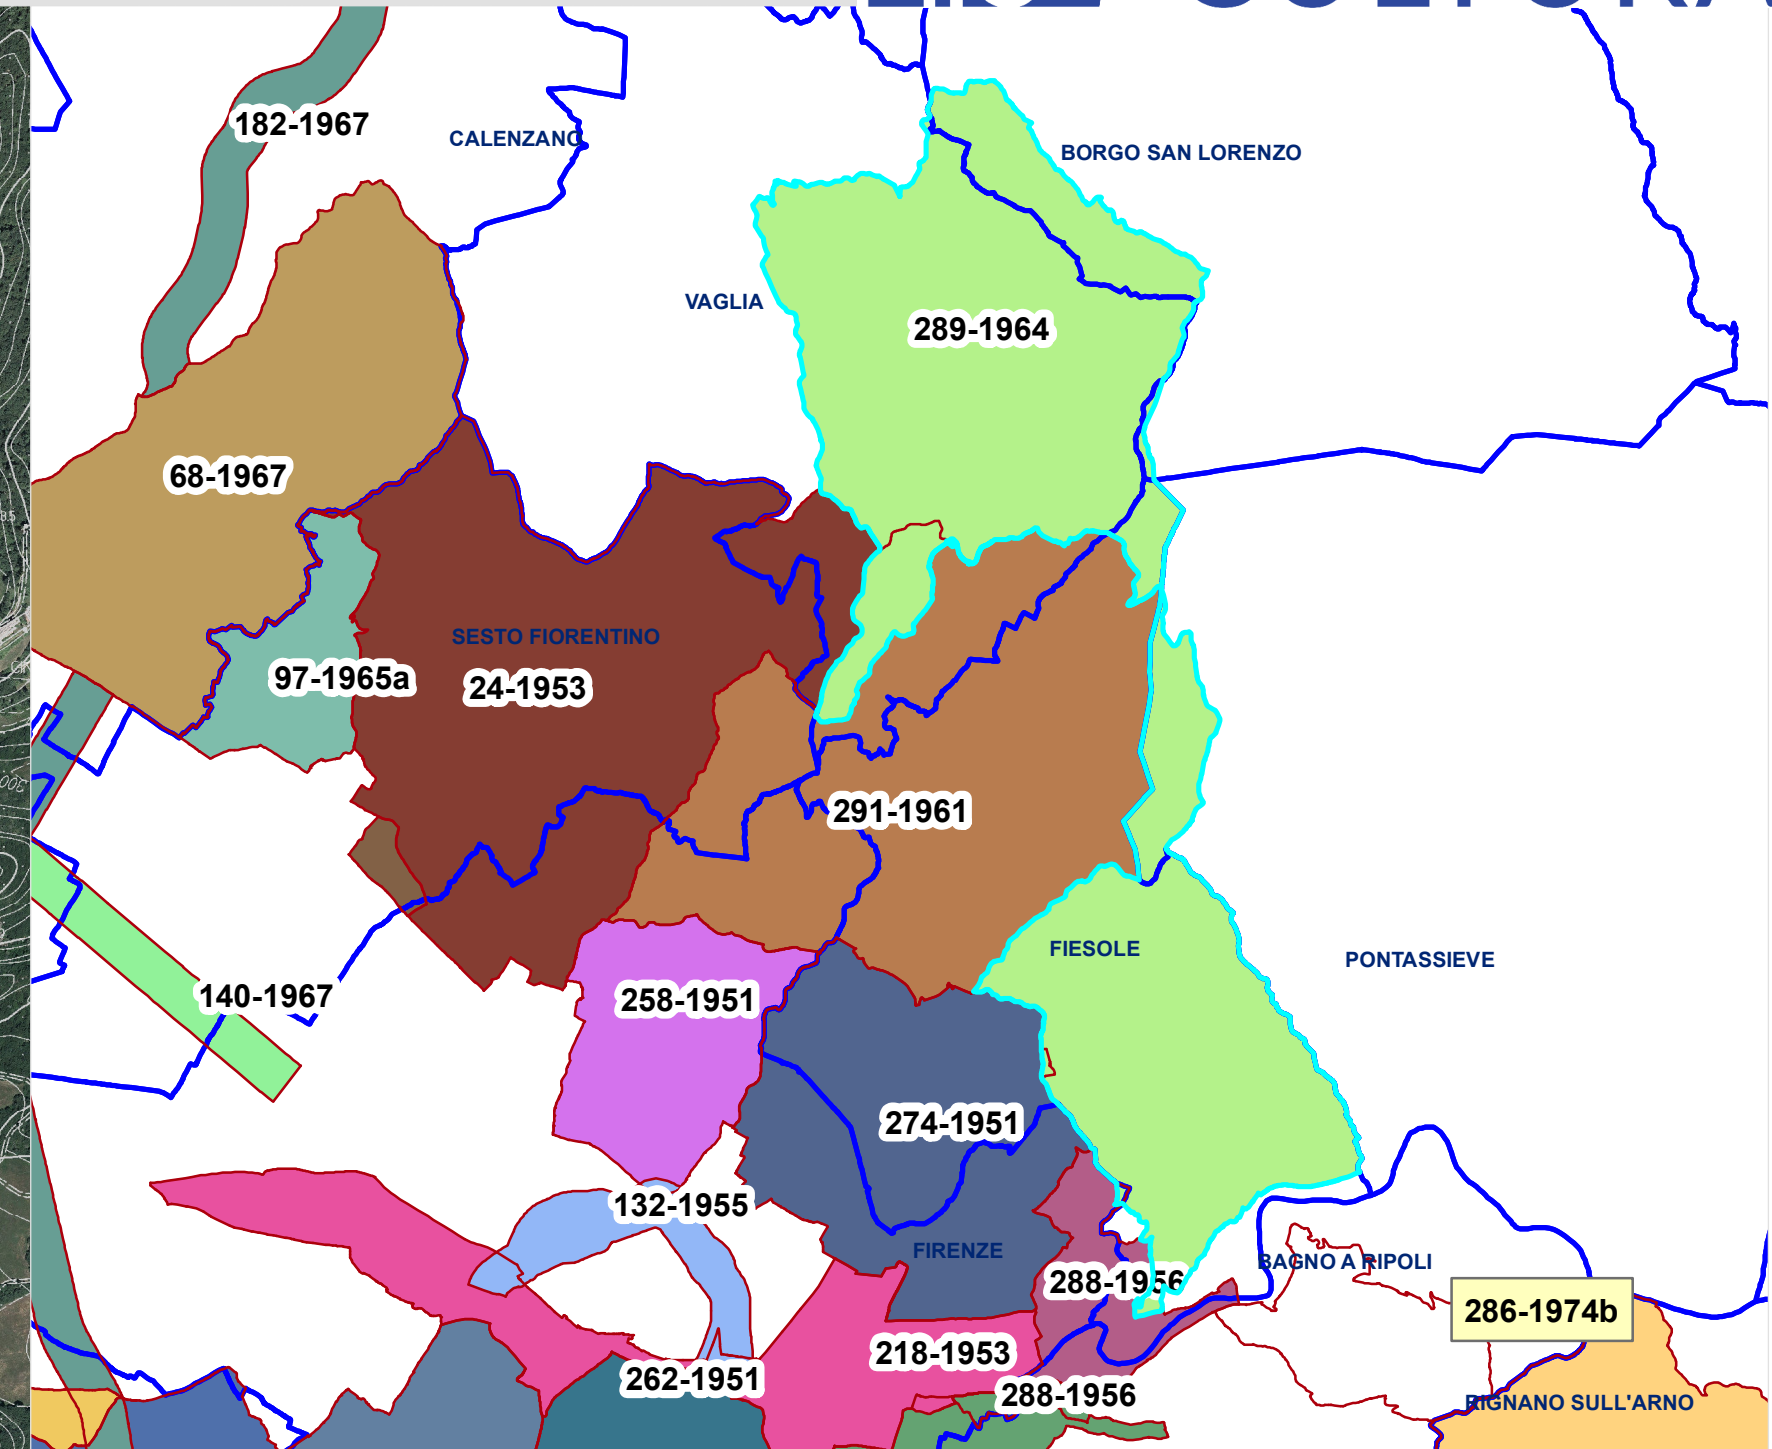 182-1967
CALENZANO
BORGO SAN LORENZO
VAGLIA
289-1964
68-1967
SESTO FIORENTINO
97-1965a
24-1953
291-1961
FIESOLE
PONTASSIEVE
140-1967
258-1951
274-1951
132-1955
FIRENZE
BAGNO A RIPOLI
288-1956
286-1974b
218-1953
262-1951
288-1956
RIGNANO SULL'ARNO